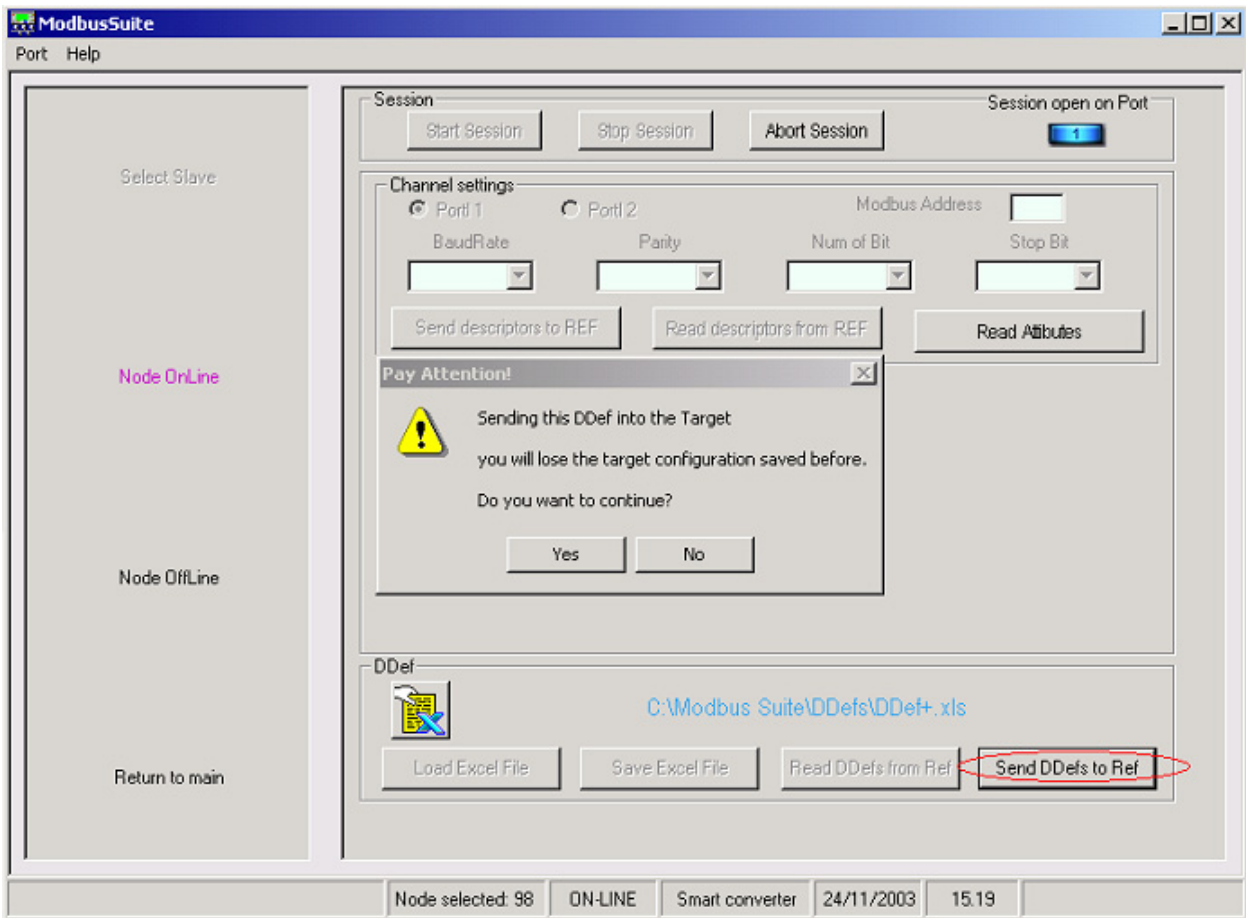 ModbusSuite
Port Help
Session
Session open on Port
Start Session Stop Session Abort Session
1
Select Slave
Channel settings
Portl 1 Portl 2 Modbus Address
BaudRate Parity Num of Bit Stop Bit
Send descriptors to REF Read descriptors from REF Read Attibutes
Node OnLine
Pay Attention!
Sending this DDef into the Target
you will lose the target configuration saved before.
Do you want to continue?
Yes No
Node OffLine
DDef
C:\Modbus Suite\DDefs\DDef+.xls
Load Excel File Save Excel File Read DDefs from Ref Send DDefs to Ref
Return to main
Node selected: 98 ON-LINE Smart converter 24/11/2003 15.19